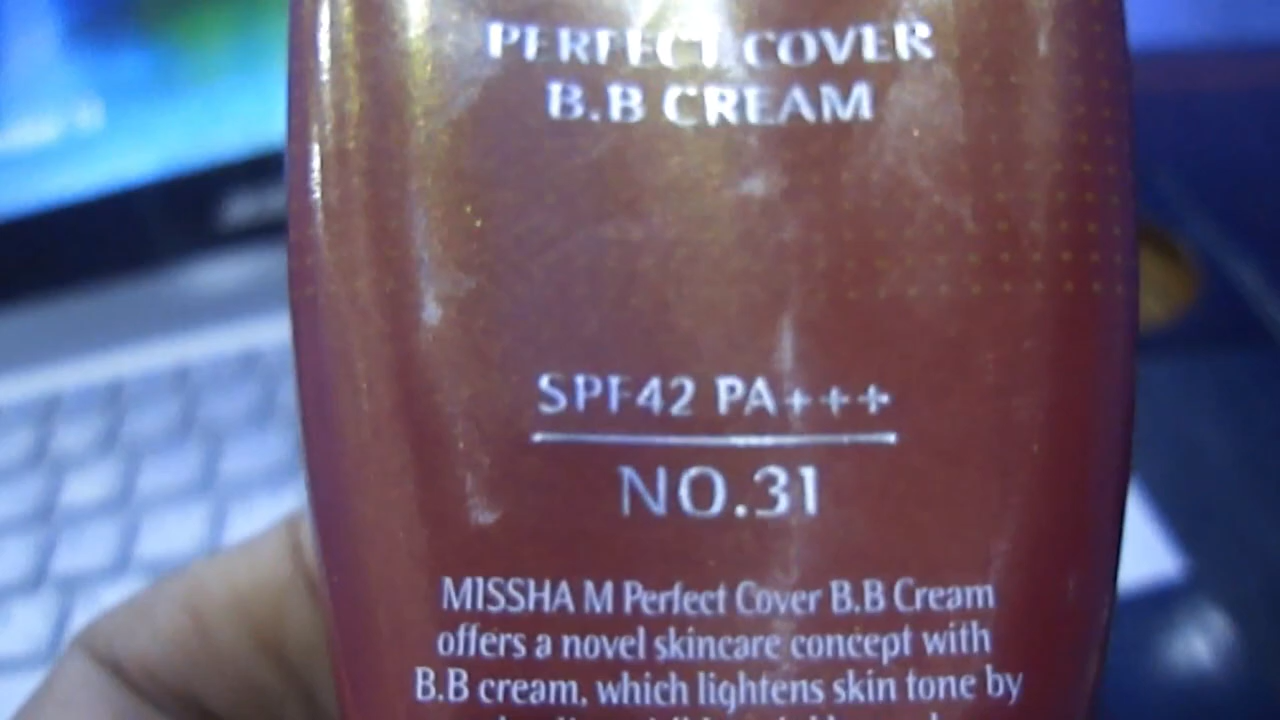 PERFECT COVER
B.B CREAM
SPF42 PA+++
NO.31
MISSHA M Perfect Cover B.B Cream
offers a novel skincare concept with
B.B cream, which lightens skin tone by